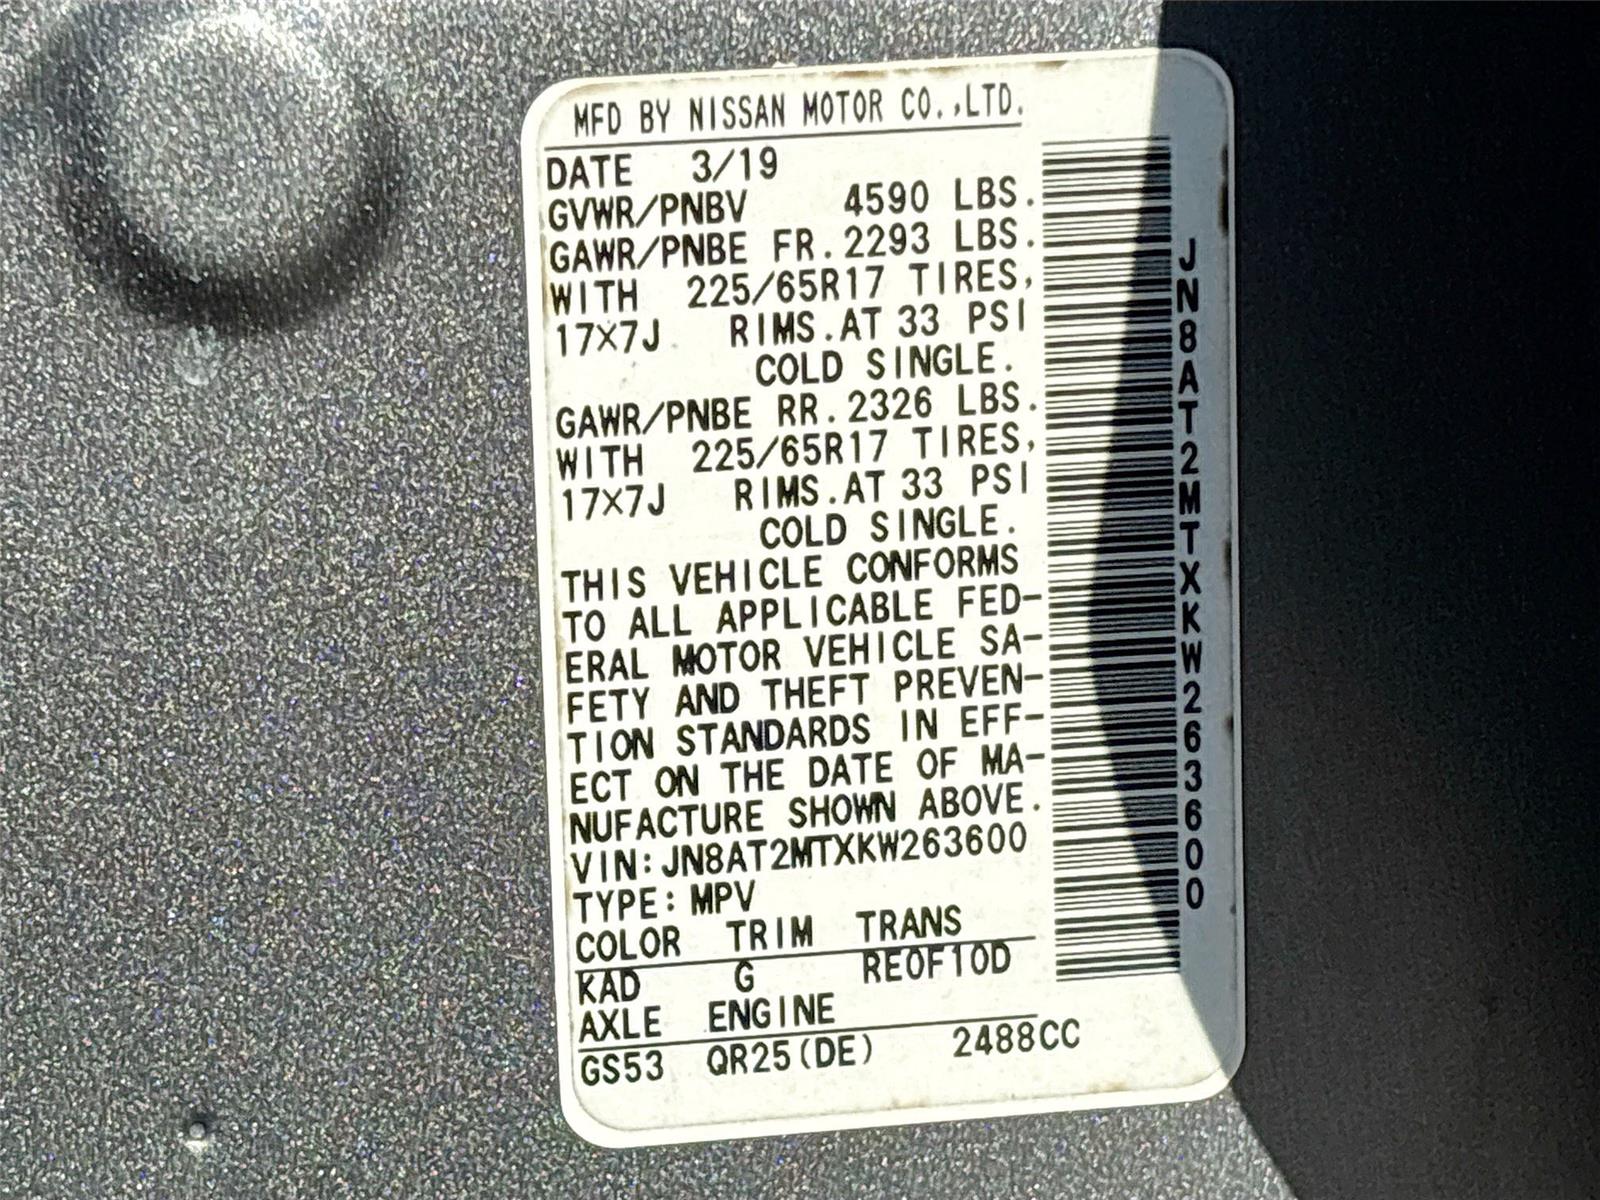 MFD BY NISSAN MOTOR CO.,LTD.
DATE 3/19
GVWR/PNBV 4590 LBS.
GAWR/PNBE FR. 2293 LBS.
WITH 225/65R17 TIRES,
17X7J RIMS.AT 33 PSI
COLD SINGLE.
GAWR/PNBE RR. 2326 LBS.
WITH 225/65R17 TIRES,
17X7J RIMS.AT 33 PSI
COLD SINGLE.
THIS VEHICLE CONFORMS
TO ALL APPLICABLE FED-
ERAL MOTOR VEHICLE SA-
FETY AND THEFT PREVEN-
TION STANDARDS IN EFF-
ECT ON THE DATE OF MA-
NUFACTURE SHOWN ABOVE.
VIN:JN8AT2MTXKW263600
TYPE:MPV
COLOR TRIM TRANS
KAD G RE0F10D
AXLE ENGINE
GS53 QR25(DE) 2488CC
JN8AT2MTXKW263600